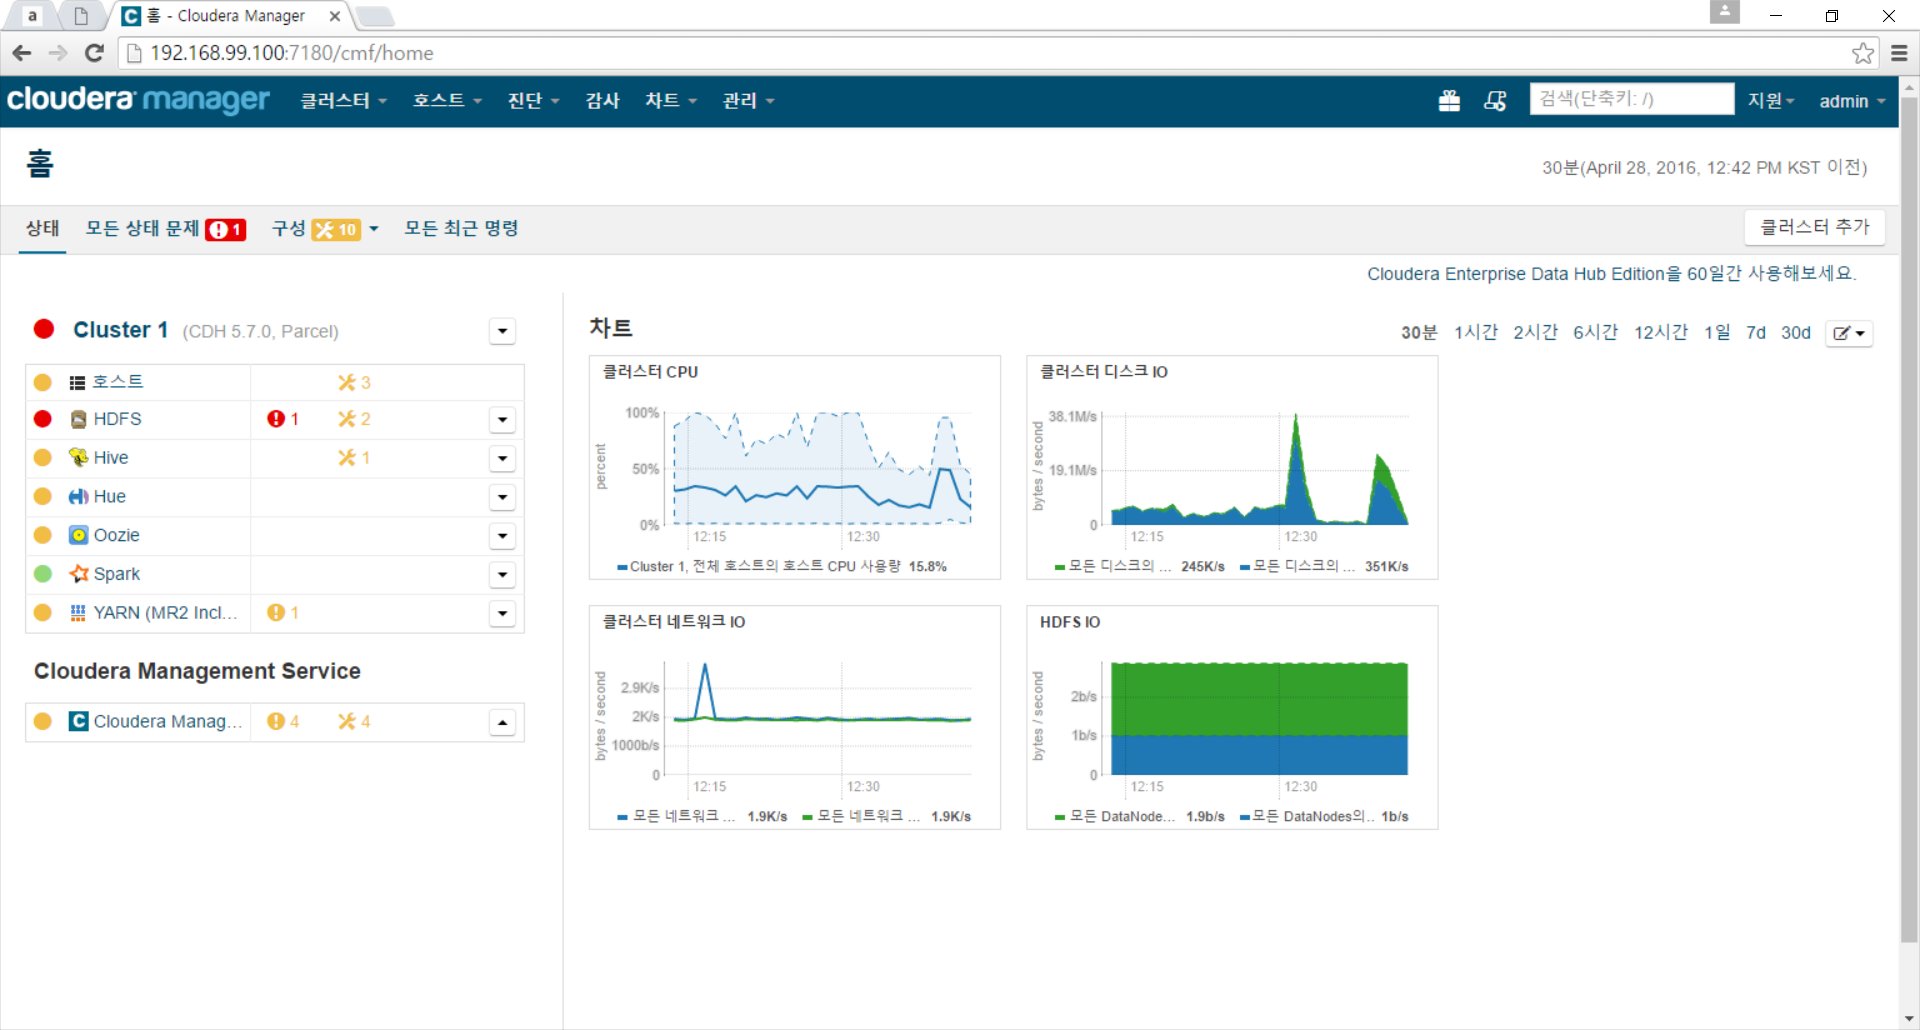 a
홈 - Cloudera Manager
192.168.99.100:7180/cmf/home
cloudera manager 클러스터 호스트 진단 감사 차트 관리 검색(단축키: /) 지원 admin
홈
30분(April 28, 2016, 12:42 PM KST 이전)
상태 모든 상태 문제 1 구성 10 모든 최근 명령 클러스터 추가
Cloudera Enterprise Data Hub Edition을 60일간 사용해보세요.
Cluster 1 (CDH 5.7.0, Parcel)
호스트 3
HDFS 1 2
Hive 1
Hue
Oozie
Spark
YARN (MR2 Incl... 1
Cloudera Management Service
C Cloudera Manag... 4 4
차트
30분 1시간 2시간 6시간 12시간 1일 7d 30d
클러스터 CPU
percent
100%
50%
0%
12:15 12:30
Cluster 1, 전체 호스트의 호스트 CPU 사용량 15.8%
클러스터 디스크 IO
bytes / second
38.1M/s
19.1M/s
0
12:15 12:30
모든 디스크의 ... 245K/s 모든 디스크의 ... 351K/s
클러스터 네트워크 IO
bytes / second
2.9K/s
2K/s
1000b/s
0
12:15 12:30
모든 네트워크 ... 1.9K/s 모든 네트워크 ... 1.9K/s
HDFS IO
bytes / second
2b/s
1b/s
0
12:15 12:30
모든 DataNode... 1.9b/s 모든 DataNodes의.. 1b/s